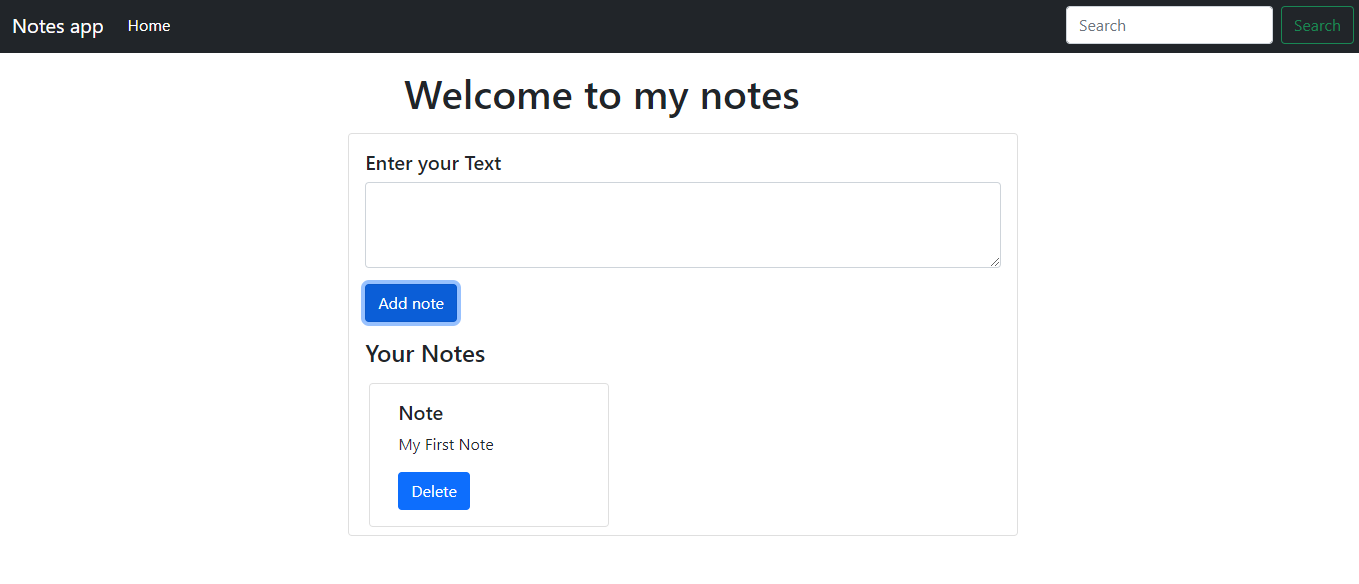 Notes app Home Search Search
Welcome to my notes
Enter your Text
Add note
Your Notes
Note
My First Note
Delete